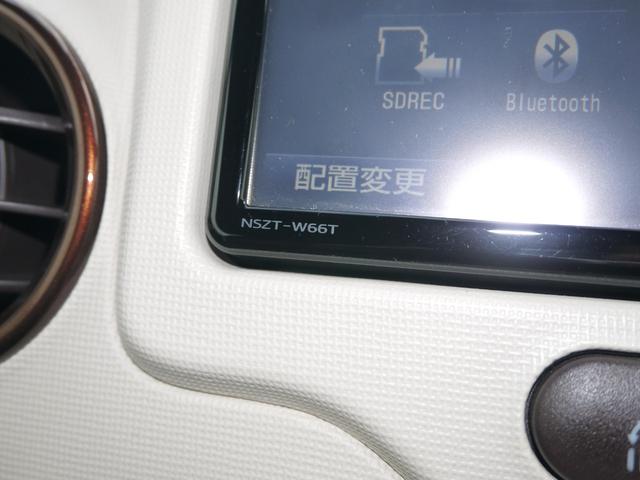 SDREC
Bluetooth
配置変更
NSZT-W66T